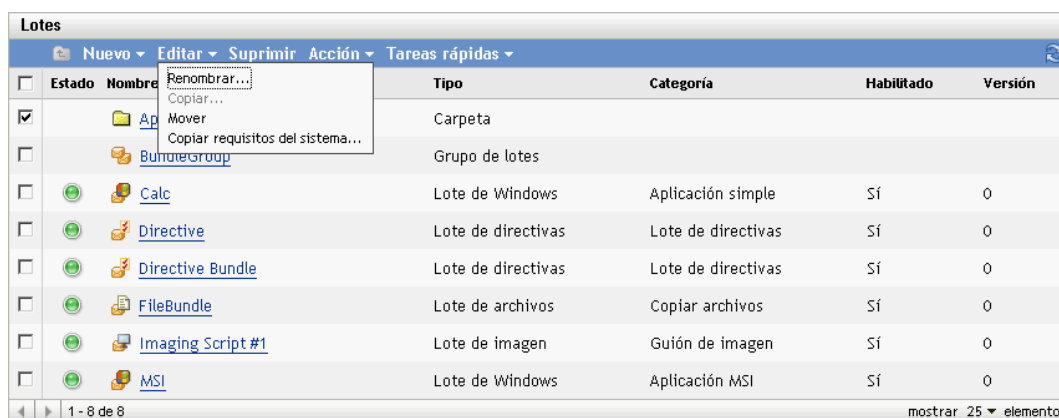 Lotes
Nuevo Editar Suprimir Acción Tareas rápidas
Estado Nombre Tipo Categoría Habilitado Versión
Renombrar...
Copiar...
Mover
Copiar requisitos del sistema...
Ap Carpeta
BundleGroup Grupo de lotes
Calc Lote de Windows Aplicación simple Sí 0
Directive Lote de directivas Lote de directivas Sí 0
Directive Bundle Lote de directivas Lote de directivas Sí 0
FileBundle Lote de archivos Copiar archivos Sí 0
Imaging Script #1 Lote de imagen Guión de imagen Sí 0
MSI Lote de Windows Aplicación MSI Sí 0
1 - 8 de 8 mostrar 25 elemento